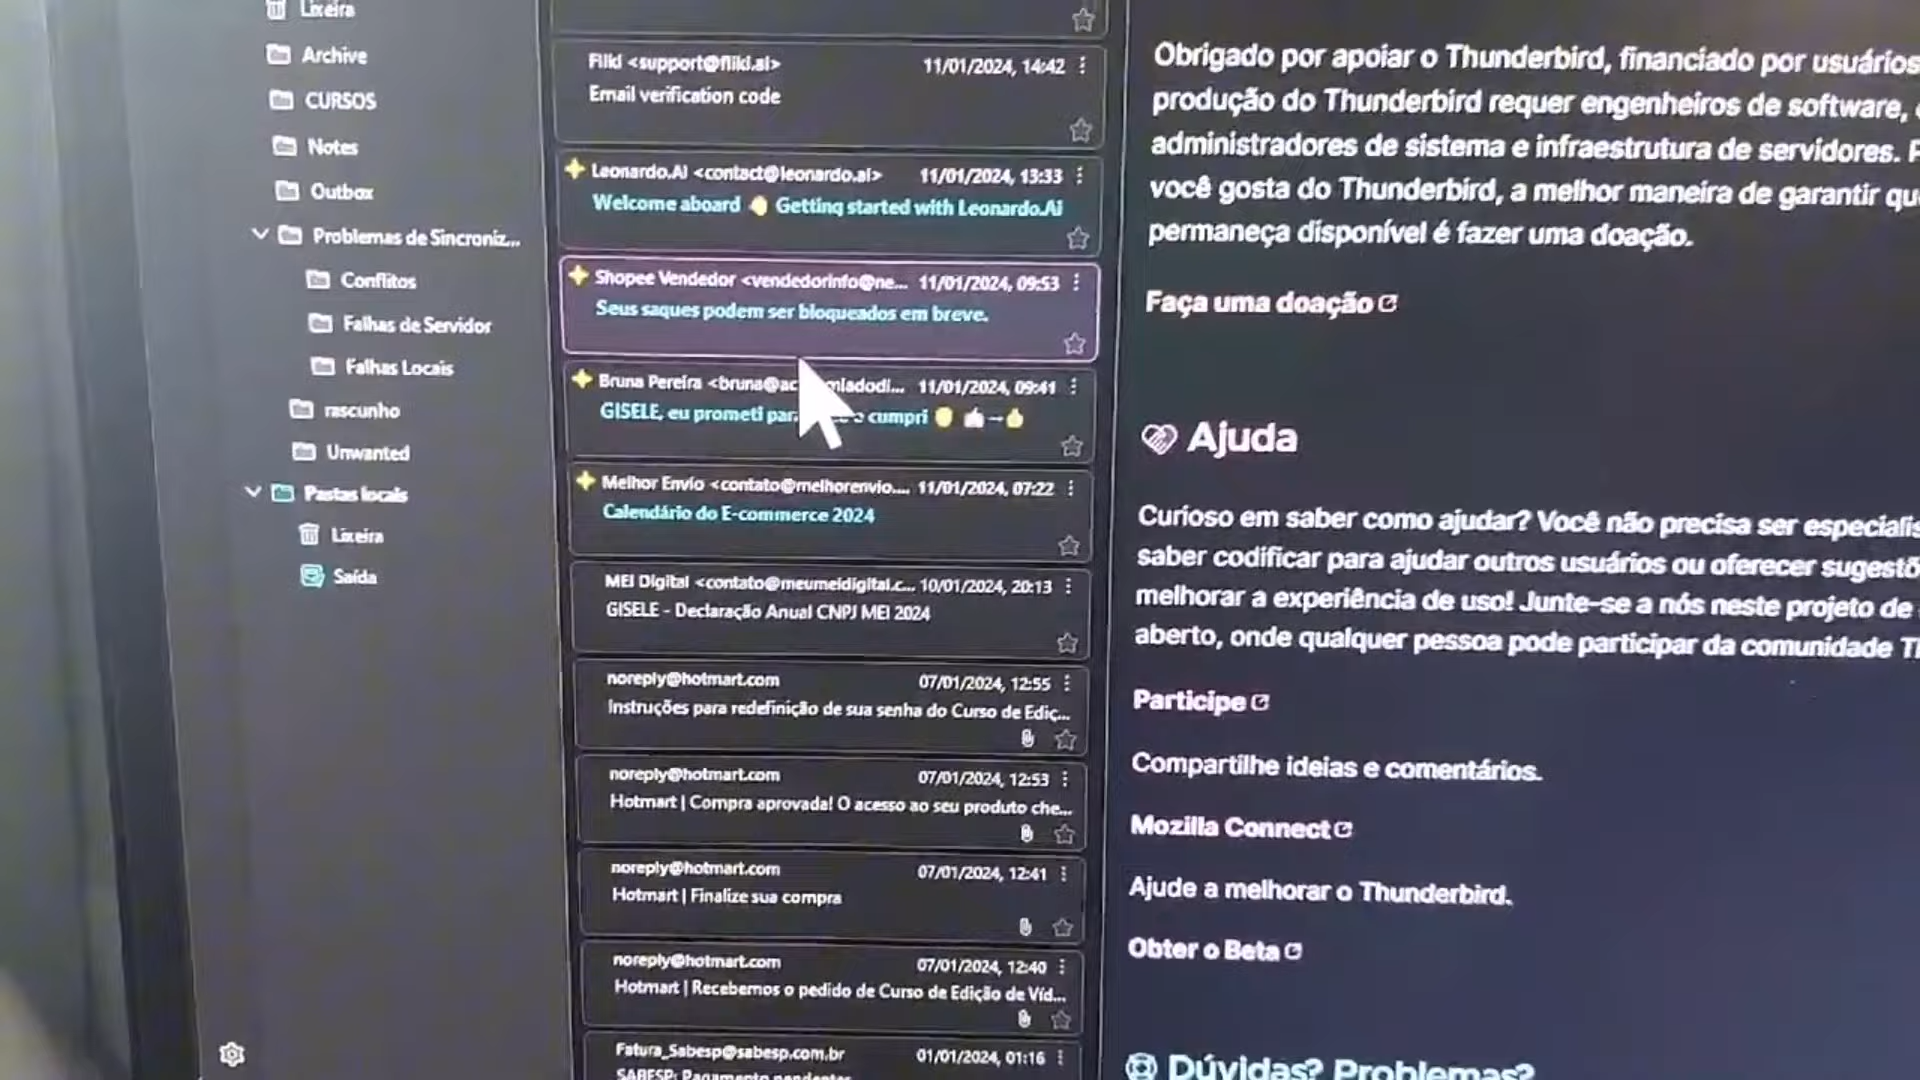 Lixeira
Archive
CURSOS
Notes
Outbox
Problemas de Sincroniz...
Conflitos
Falhas de Servidor
Falhas Locais
rascunho
Unwanted
Pastas locais
Lixeira
Saída
Fliki <support@fliki.ai> 11/01/2024, 14:42
Email verification code
Leonardo.Ai <contact@leonardo.ai> 11/01/2024, 13:33
Welcome aboard Getting started with Leonardo.Ai
Shopee Vendedor <vendedorinfo@ne... 11/01/2024, 09:53
Seus saques podem ser bloqueados em breve.
Bruna Pereira 11/01/2024, 09:41
GISELE, eu prometi cumpri
Melhor Envio <contato@melhorenvio.... 11/01/2024, 07:22
Calendário do E-commerce 2024
MEI Digital <contato@meumeidigital.c... 10/01/2024, 20:13
GISELE - Declaração Anual CNPJ MEI 2024
noreply@hotmart.com 07/01/2024, 12:55
Instruções para redefinição de sua senha do Curso de Ediç...
noreply@hotmart.com 07/01/2024, 12:53
Hotmart | Compra aprovada! O acesso ao seu produto che...
noreply@hotmart.com 07/01/2024, 12:41
Hotmart | Finalize sua compra
noreply@hotmart.com 07/01/2024, 12:40
Hotmart | Recebemos o pedido de Curso de Edição de Víd...
Fatura_Sabesp@sabesp.com.br 01/01/2024, 01:16
SABESP: Pagamento pendente
Obrigado por apoiar o Thunderbird, financiado por usuários
produção do Thunderbird requer engenheiros de software,
administradores de sistema e infraestrutura de servidores.
você gosta do Thunderbird, a melhor maneira de garantir
permaneça disponível é fazer uma doação.
Faça uma doação
Ajuda
Curioso em saber como ajudar? Você não precisa ser
saber codificar para ajudar outros usuários ou oferecer
melhorar a experiência de uso! Junte-se a nós neste projeto de
aberto, onde qualquer pessoa pode participar da comunidade
Participe
Compartilhe ideias e comentários.
Mozilla Connect
Ajude a melhorar o Thunderbird.
Obter o Beta
Dúvidas? Problemas?